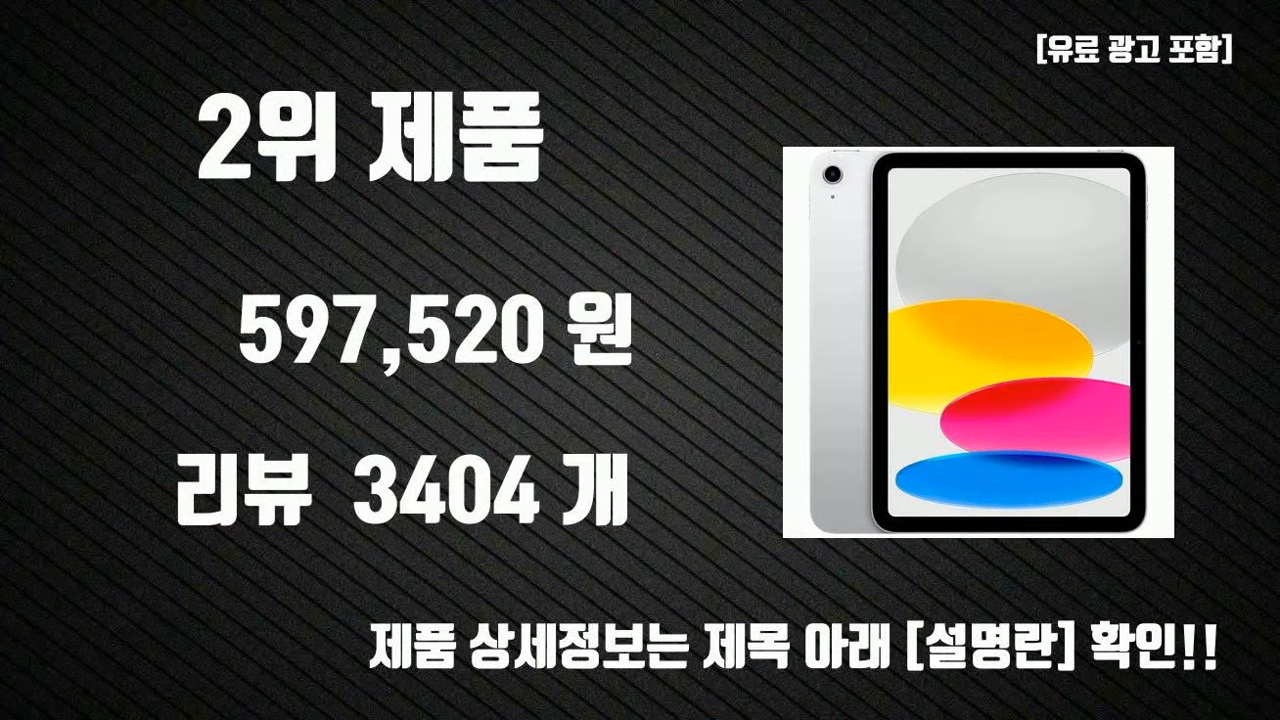 [유료 광고 포함]
2위 제품
597,520 원
리뷰 3404 개
제품 상세정보는 제목 아래 [설명란] 확인!!